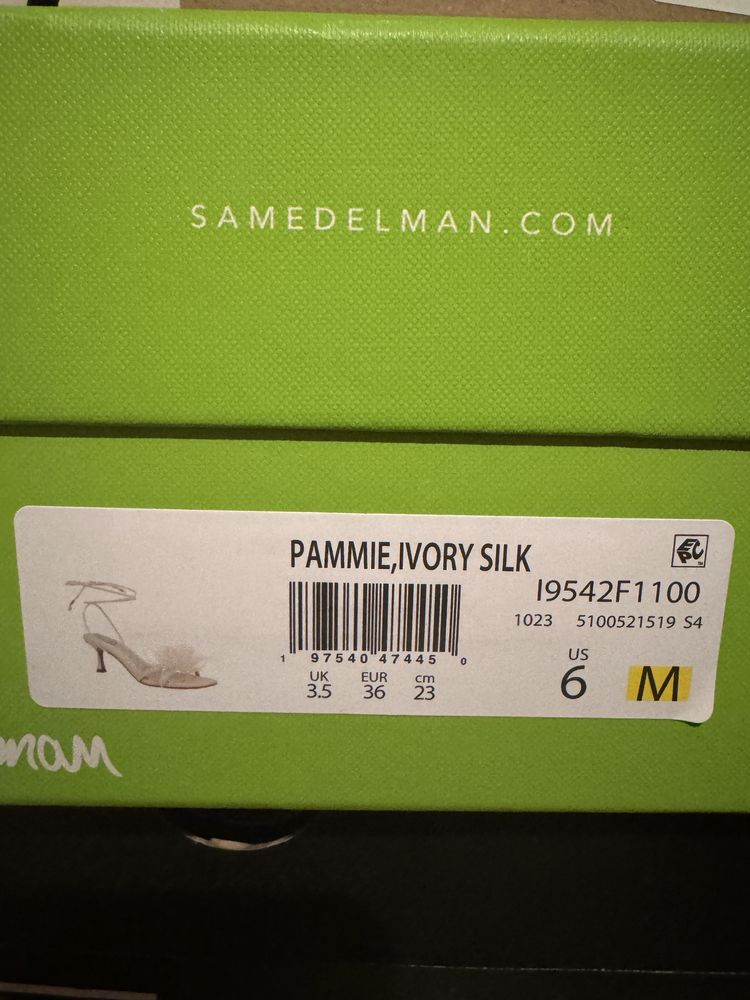 SAMEDELMAN.COM
PAMMIE,IVORY SILK
EPC
I9542F1100
1023 5100521519 S4
1 97540 47445 0
UK EUR cm
3.5 36 23
US
6 M